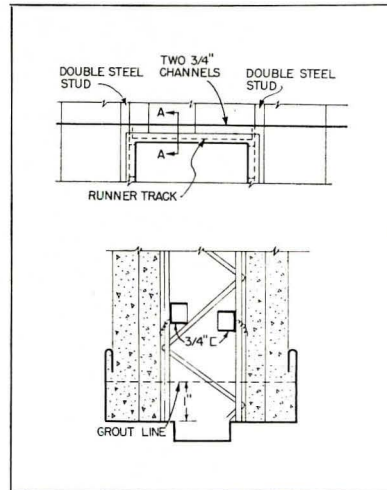 TWO 3/4"
CHANNELS
DOUBLE STEEL
STUD
DOUBLE STEEL
STUD
A
A
RUNNER TRACK
3/4" [
1"
GROUT LINE